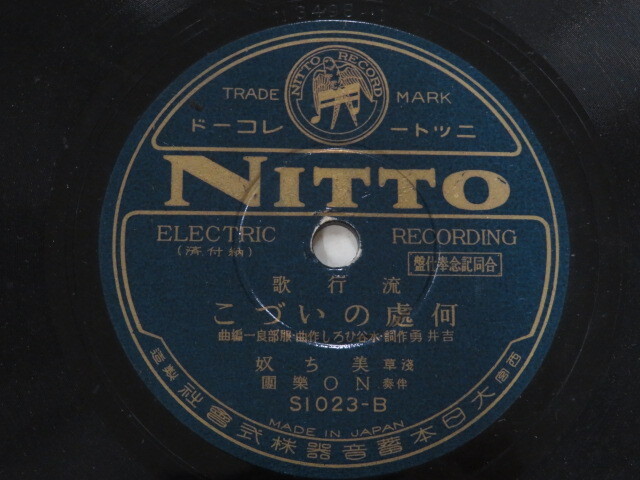 NITTO RECORD
TRADE MARK
ニットーレコード
NITTO
ELECTRIC RECORDING
(納付済)
合同記念奉仕盤
流行歌
何處のいづこ
吉井勇作詞・水谷ひろし作曲・服部良一編曲
淺草 美ち奴
伴奏 NO樂團
S1023-B
MADE IN JAPAN
西宮 大日本蓄音器株式會社 謹製